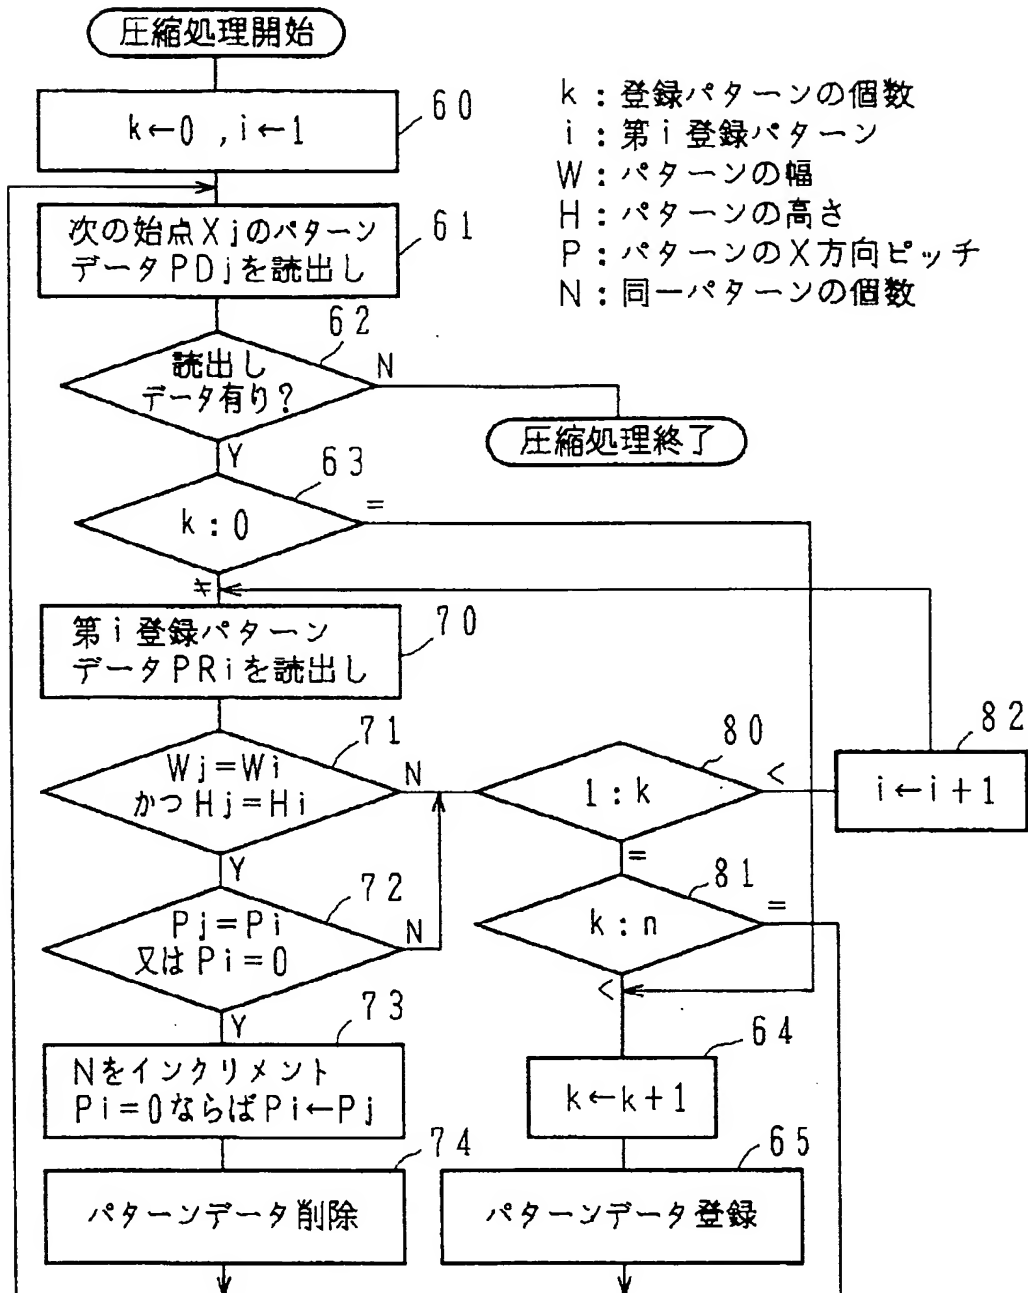 圧縮処理開始
k←0 , i←1
60
k:登録パターンの個数
i:第i登録パターン
W:パターンの幅
H:パターンの高さ
P:パターンのX方向ピッチ
N:同一パターンの個数
次の始点Xjのパターン
データPDjを読出し
61
62
読出し
データ有り?
N
圧縮処理終了
Y
63
k:0
=
≠
第i登録パターン
データPRiを読出し
70
71
Wj=Wi
かつHj=Hi
N
80
1:k
<
82
i←i+1
Y
=
72
Pj=Pi
又はPi=0
N
81
k:n
=
<
Y
73
Nをインクリメント
Pi=0ならばPi←Pj
64
k←k+1
74
パターンデータ削除
65
パターンデータ登録